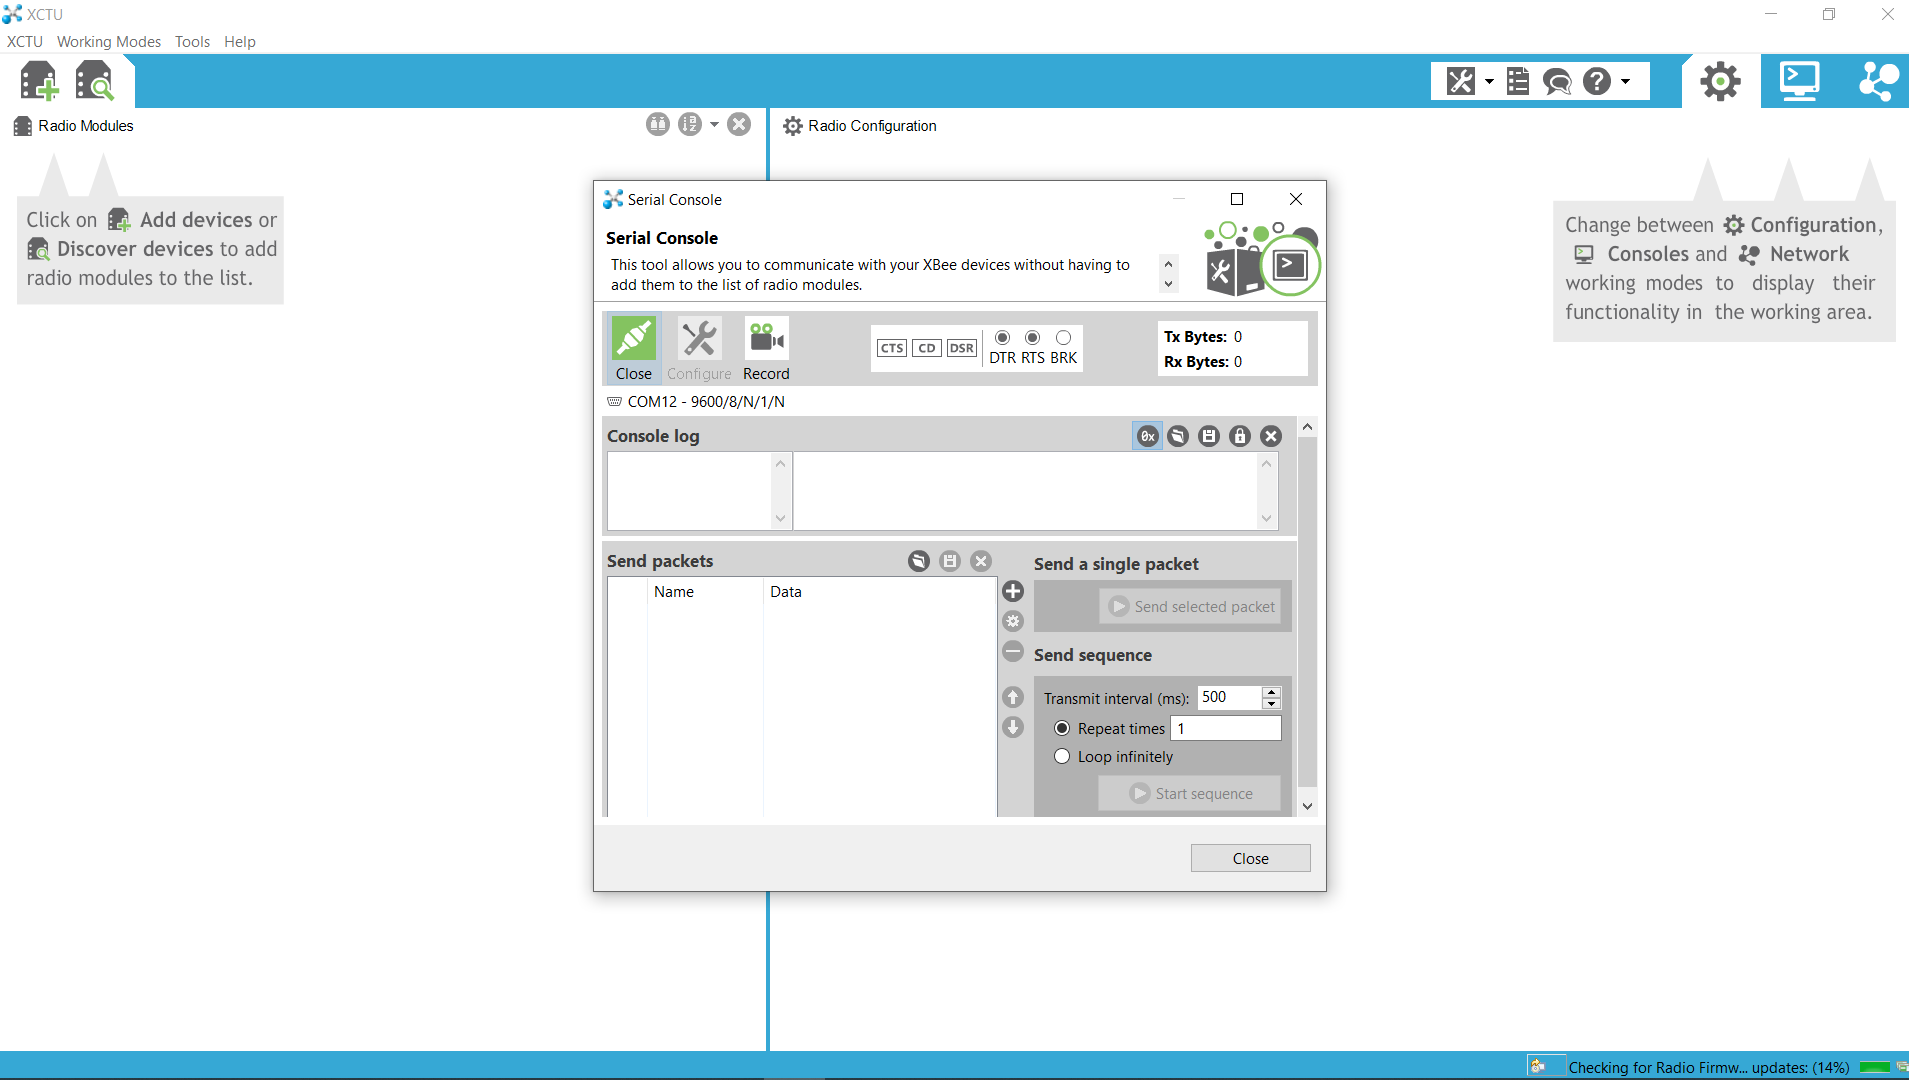 XCTU
XCTU Working Modes Tools Help
Radio Modules
Radio Configuration
Click on Add devices or
Discover devices to add
radio modules to the list.
Change between Configuration,
Consoles and Network
working modes to display their
functionality in the working area.
Serial Console
Serial Console
This tool allows you to communicate with your XBee devices without having to
add them to the list of radio modules.
Close Configure Record
CTS CD DSR
DTR RTS BRK
Tx Bytes: 0
Rx Bytes: 0
COM12 - 9600/8/N/1/N
Console log
0x
Send packets
Name Data
Send a single packet
Send selected packet
Send sequence
Transmit interval (ms): 500
Repeat times 1
Loop infinitely
Start sequence
Close
Checking for Radio Firmw... updates: (14%)